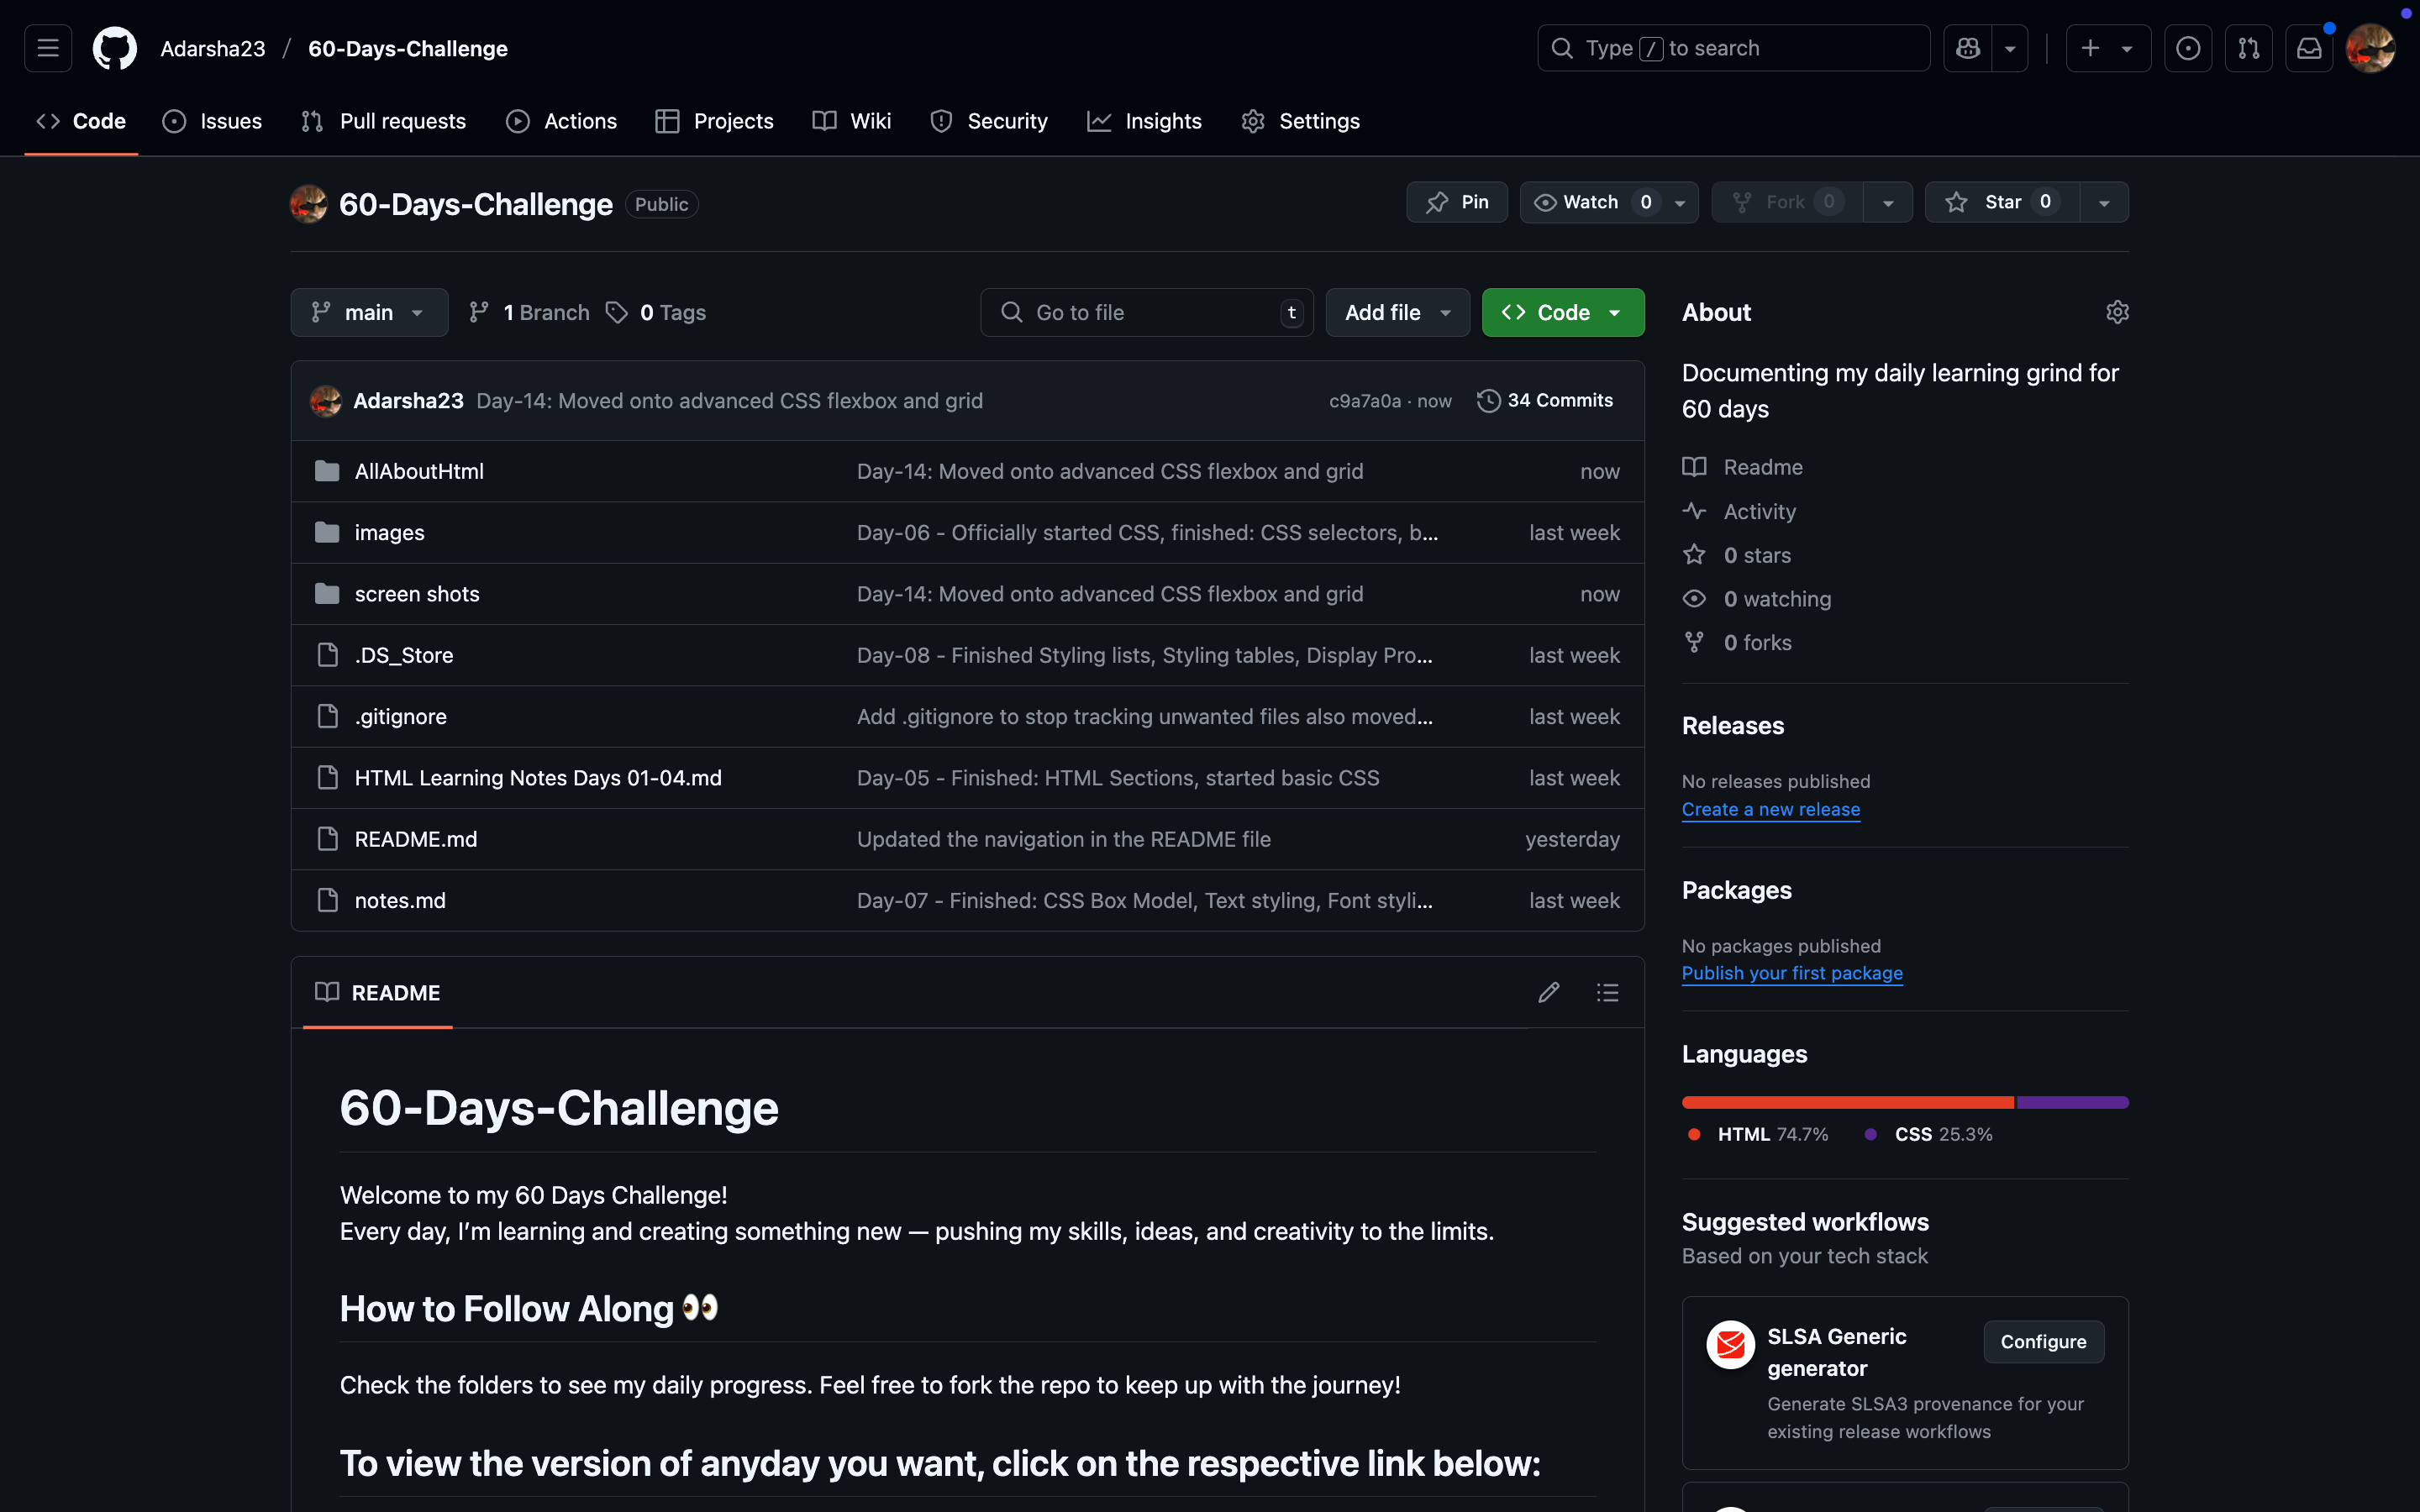 Adarsha23 / 60-Days-Challenge
Type / to search
Code
Issues
Pull requests
Actions
Projects
Wiki
Security
Insights
Settings
60-Days-Challenge Public
Pin
Watch 0
Fork 0
Star 0
main
1 Branch
0 Tags
Go to file t
Add file
Code
Adarsha23 Day-14: Moved onto advanced CSS flexbox and grid c9a7a0a · now 34 Commits
AllAboutHtml Day-14: Moved onto advanced CSS flexbox and grid now
images Day-06 - Officially started CSS, finished: CSS selectors, b... last week
screen shots Day-14: Moved onto advanced CSS flexbox and grid now
.DS_Store Day-08 - Finished Styling lists, Styling tables, Display Pro... last week
.gitignore Add .gitignore to stop tracking unwanted files also moved... last week
HTML Learning Notes Days 01-04.md Day-05 - Finished: HTML Sections, started basic CSS last week
README.md Updated the navigation in the README file yesterday
notes.md Day-07 - Finished: CSS Box Model, Text styling, Font styli... last week
README
60-Days-Challenge
Welcome to my 60 Days Challenge!
Every day, I’m learning and creating something new — pushing my skills, ideas, and creativity to the limits.
How to Follow Along 👀
Check the folders to see my daily progress. Feel free to fork the repo to keep up with the journey!
To view the version of anyday you want, click on the respective link below:
About
Documenting my daily learning grind for
60 days
Readme
Activity
0 stars
0 watching
0 forks
Releases
No releases published
Create a new release
Packages
No packages published
Publish your first package
Languages
HTML 74.7% CSS 25.3%
Suggested workflows
Based on your tech stack
SLSA Generic
generator
Configure
Generate SLSA3 provenance for your
existing release workflows